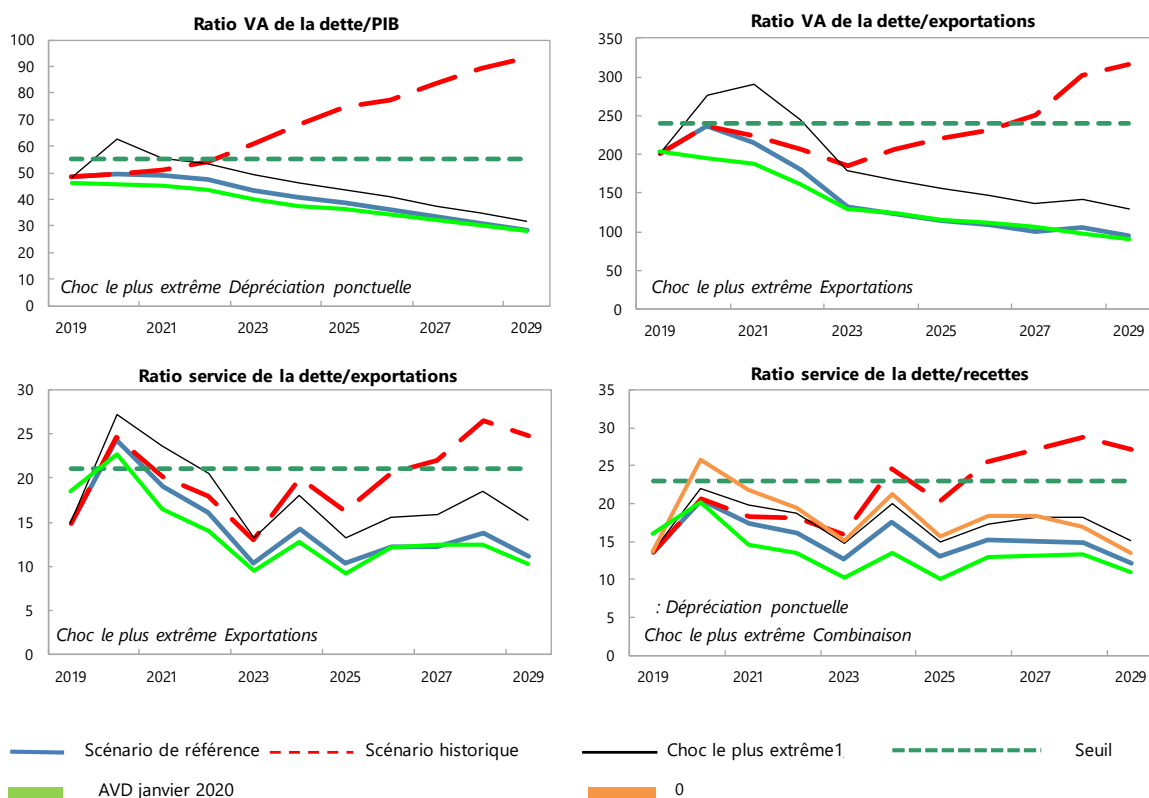 Ratio VA de la dette/PIB
100
90
80
70
60
50
40
30
20
10
0
Choc le plus extrême Dépréciation ponctuelle
2019 2021 2023 2025 2027 2029
Ratio VA de la dette/exportations
350
300
250
200
150
100
50
0
Choc le plus extrême Exportations
2019 2021 2023 2025 2027 2029
Ratio service de la dette/exportations
30
25
20
15
10
5
0
Choc le plus extrême Exportations
2019 2021 2023 2025 2027 2029
Ratio service de la dette/recettes
35
30
25
20
15
10
5
0
: Dépréciation ponctuelle
Choc le plus extrême Combinaison
2019 2021 2023 2025 2027 2029
Scénario de référence Scénario historique Choc le plus extrême1 Seuil
AVD janvier 2020 0